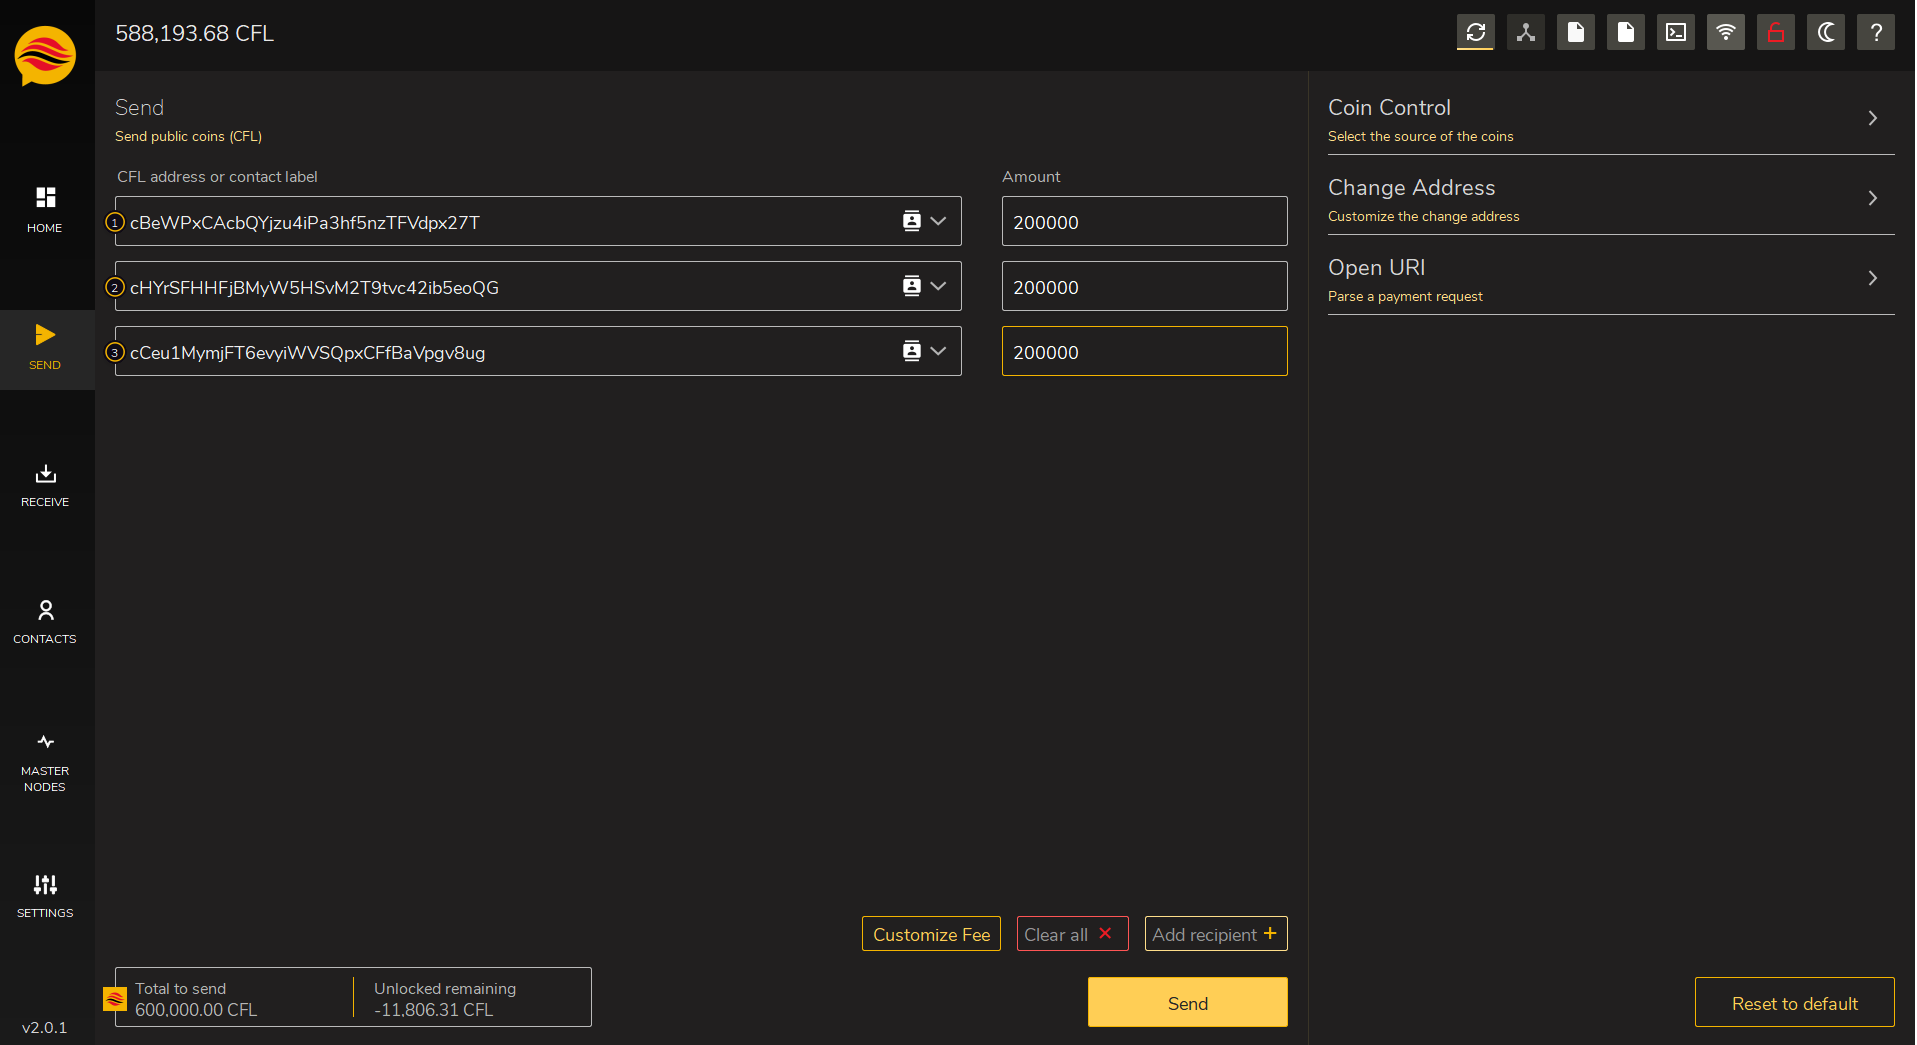 588,193.68 CFL
?
HOME
SEND
RECEIVE
CONTACTS
MASTER
NODES
SETTINGS
v2.0.1
Send
Send public coins (CFL)
CFL address or contact label
Amount
1 cBeWPxCAcbQYjzu4iPa3hf5nzTFVdpx27T
200000
2 cHYrSFHHFjBMyW5HSvM2T9tvc42ib5eoQG
200000
3 cCeu1MymjFT6evyiWVSQpxCFfBaVpgv8ug
200000
Customize Fee
Clear all
Add recipient
Total to send
600,000.00 CFL
Unlocked remaining
-11,806.31 CFL
Send
Coin Control
Select the source of the coins
Change Address
Customize the change address
Open URI
Parse a payment request
Reset to default